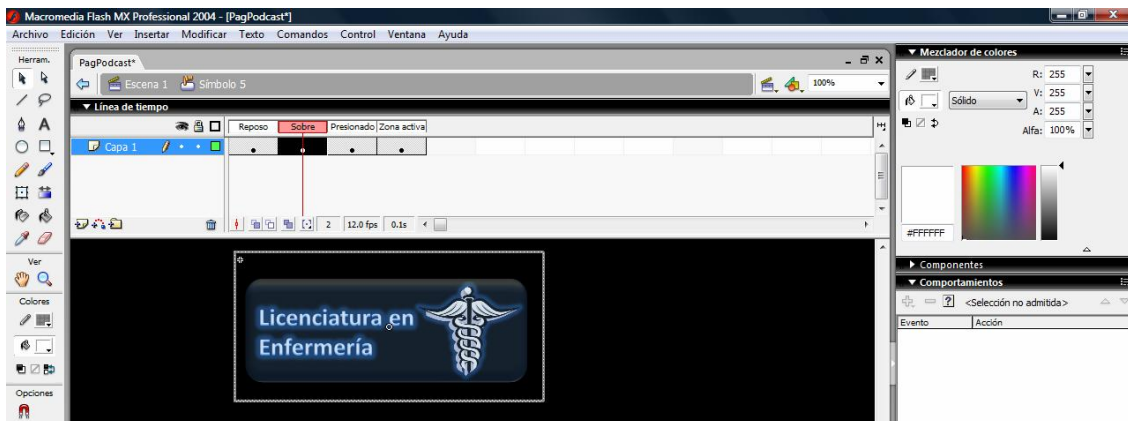 Macromedia Flash MX Professional 2004 - [PagPodcast*]
Archivo Edición Ver Insertar Modificar Texto Comandos Control Ventana Ayuda
Herram.
PagPodcast*
Escena 1 Símbolo 5 100%
Línea de tiempo
Reposo Sobre Presionado Zona activa
Capa 1
2 12.0 fps 0.1s
Ver
Colores
Opciones
Licenciatura en
Enfermería
Mezclador de colores
R: 255
Sólido V: 255
A: 255
Alfa: 100%
#FFFFFF
Componentes
Comportamientos
<Selección no admitida>
Evento Acción